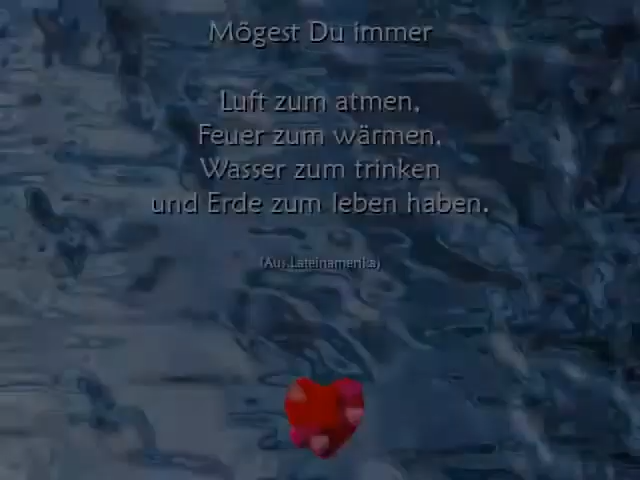 Mögest Du immer
Luft zum atmen,
Feuer zum wärmen,
Wasser zum trinken
und Erde zum leben haben.
(Aus Lateinamerika)